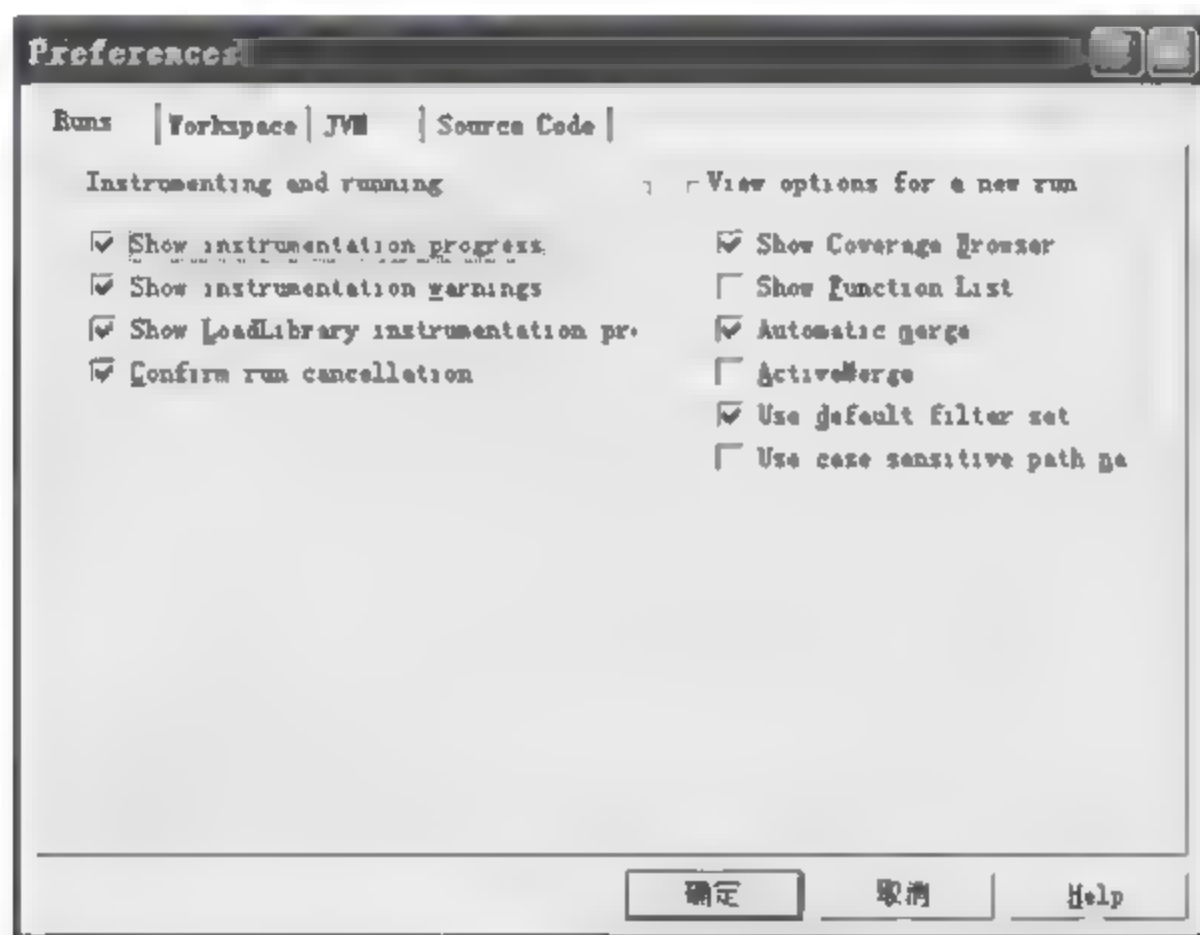 Preferences
Runs Workspace JVM Source Code
Instrumenting and running
Show instrumentation progress
Show instrumentation warnings
Show LoadLibrary instrumentation pr
Confirm run cancellation
View options for a new run
Show Coverage Browser
Show Function List
Automatic merge
ActiveMerge
Use default filter set
Use case sensitive path na
确定 取消 Help